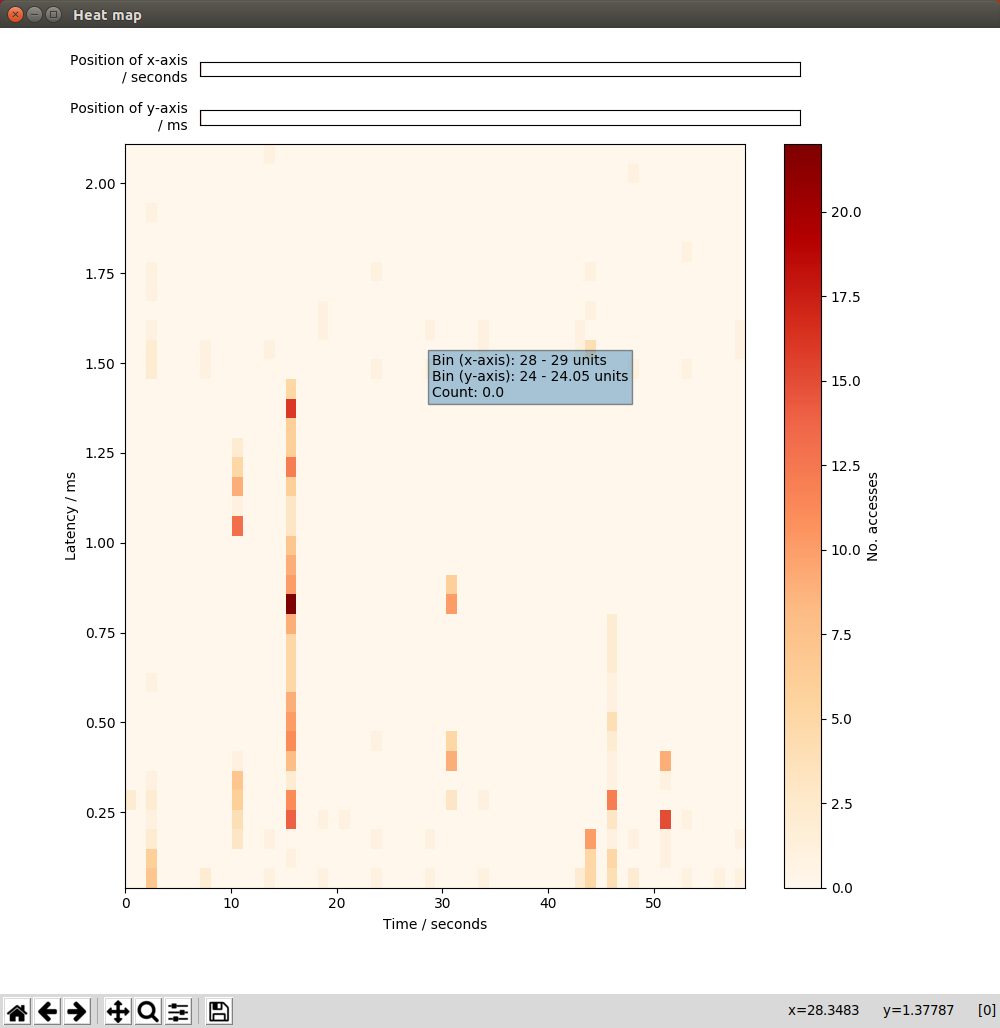 Heat map
Position of x-axis
/ seconds
Position of y-axis
/ ms
2.00
1.75
1.50
1.25
1.00
0.75
0.50
0.25
Latency / ms
Bin (x-axis): 28 - 29 units
Bin (y-axis): 24 - 24.05 units
Count: 0.0
20.0
17.5
15.0
12.5
10.0
7.5
5.0
2.5
0.0
No. accesses
0 10 20 30 40 50
Time / seconds
x=28.3483 y=1.37787 [0]